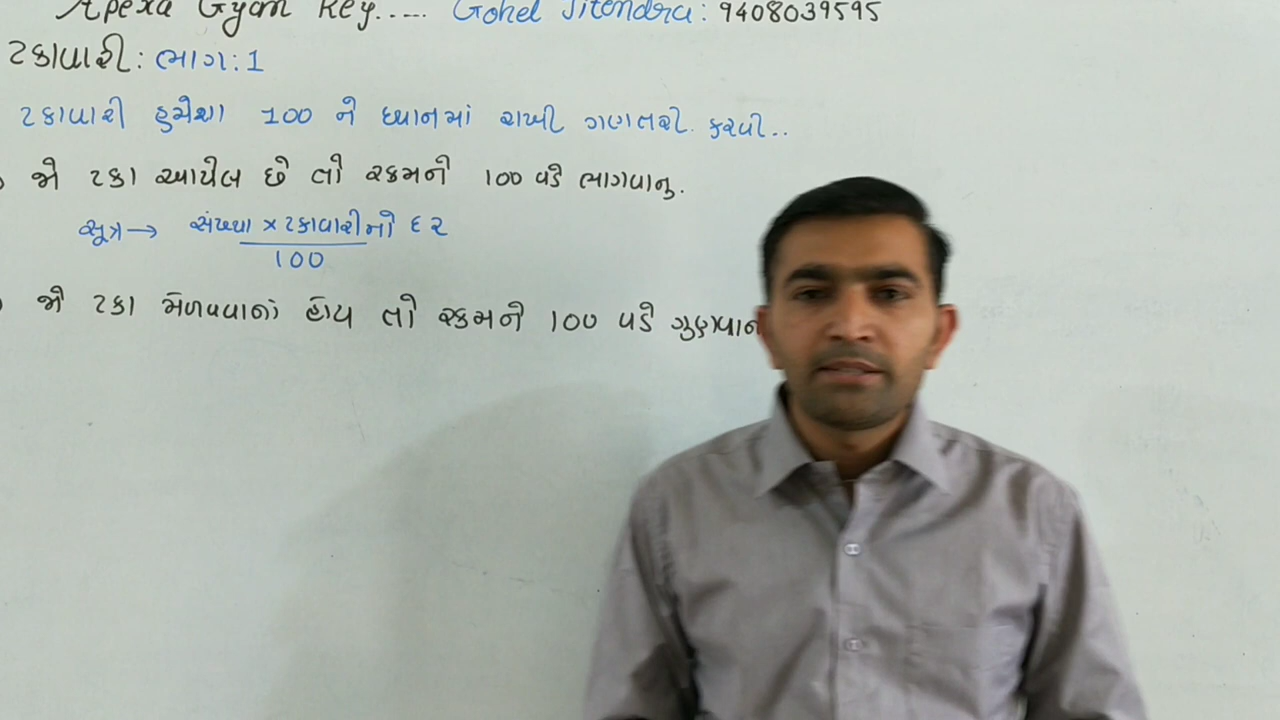 Apexa Gyan Key..... Gohel Jitendra: 9408039595
ટકાવારી: ભાગ:1
ટકાવારી હમેશા 100 ને ધ્યાનમાં રાખી ગણતરી કરવી..
જો ટકા આપેલ છે તો રકમને 100 વડે ભાગવાનુ.
સૂત્ર → સંખ્યા × ટકાવારીનો દર
100
જો ટકા મેળવવાનાં હોય તો રકમને 100 વડે